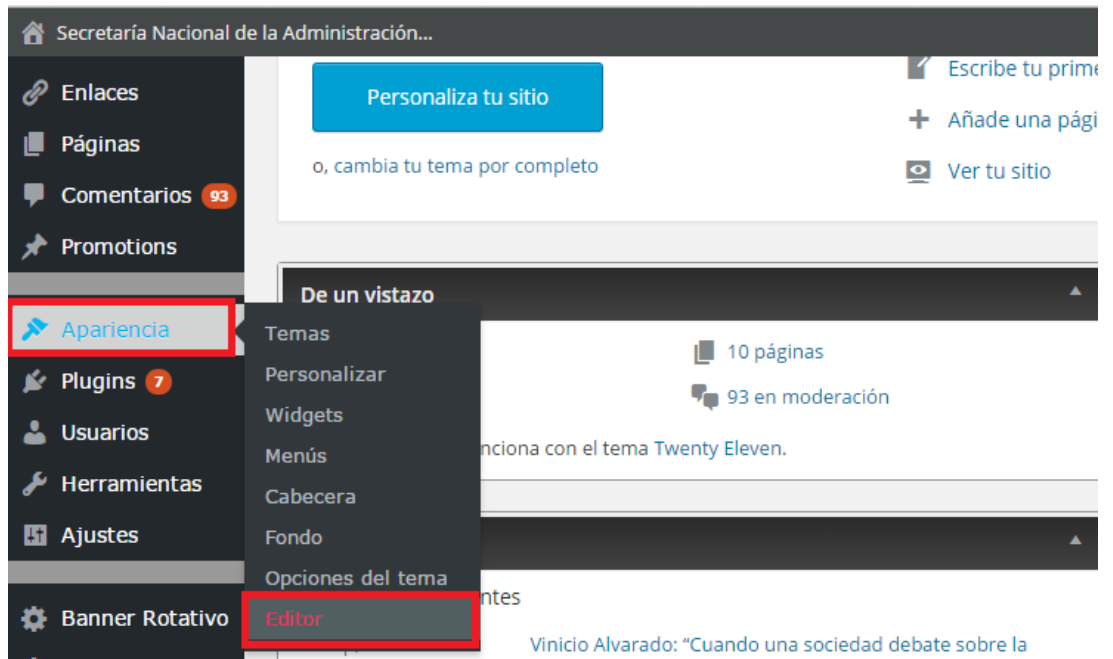 Secretaría Nacional de la Administración...
Enlaces
Páginas
Comentarios 93
Promotions
Apariencia
Plugins 7
Usuarios
Herramientas
Ajustes
Banner Rotativo
Temas
Personalizar
Widgets
Menús
Cabecera
Fondo
Opciones del tema
Editor
Personaliza tu sitio
o, cambia tu tema por completo
Escribe tu prime
Añade una pági
Ver tu sitio
De un vistazo
10 páginas
93 en moderación
nciona con el tema Twenty Eleven.
ntes
Vinicio Alvarado: “Cuando una sociedad debate sobre la